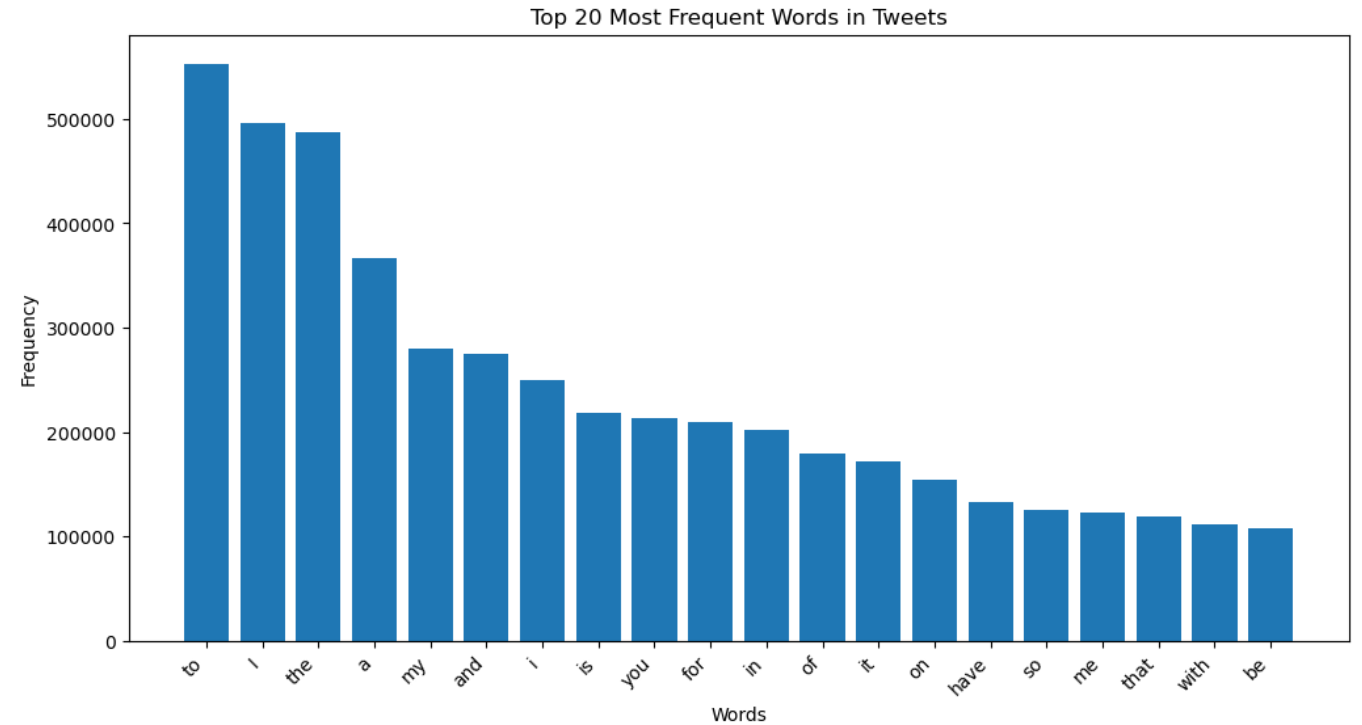 Top 20 Most Frequent Words in Tweets
500000
400000
300000
200000
100000
0
Frequency
to I the a my and i is you for in of it on have so me that with be
Words